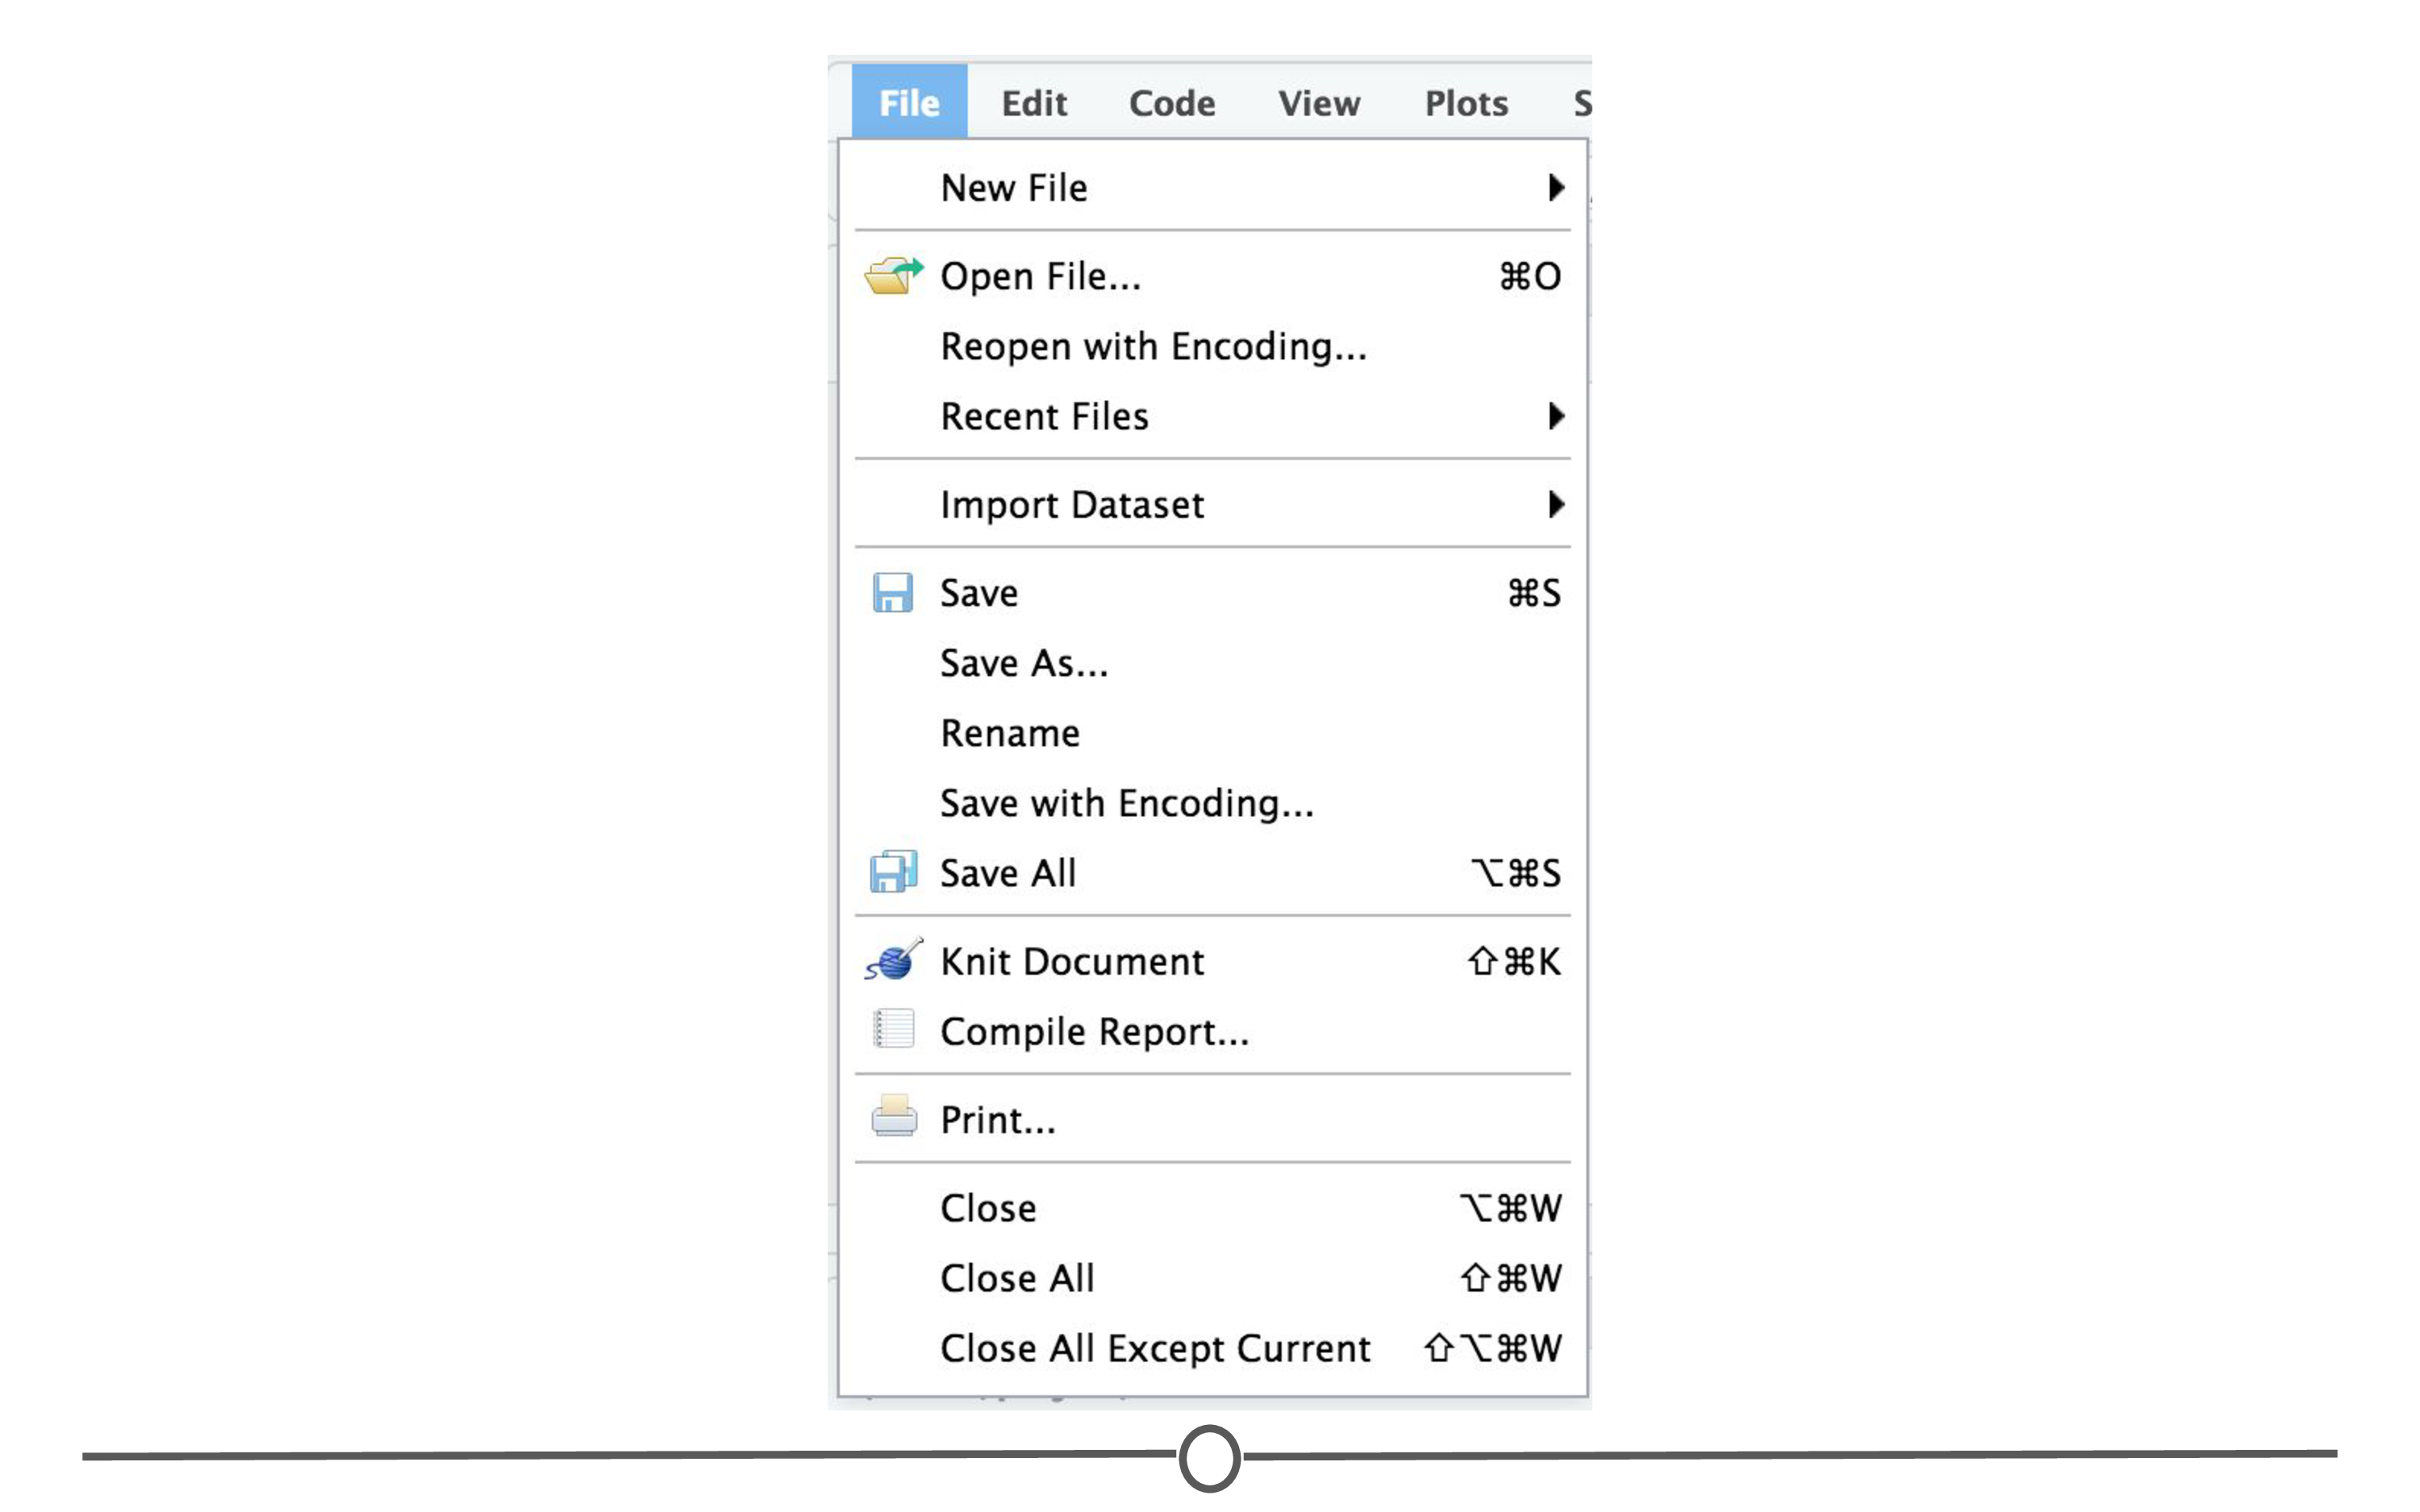 File Edit Code View Plots S
New File
Open File... ⌘O
Reopen with Encoding...
Recent Files
Import Dataset
Save ⌘S
Save As...
Rename
Save with Encoding...
Save All ⌥⌘S
Knit Document ⇧⌘K
Compile Report...
Print...
Close ⌥⌘W
Close All ⇧⌘W
Close All Except Current ⇧⌥⌘W